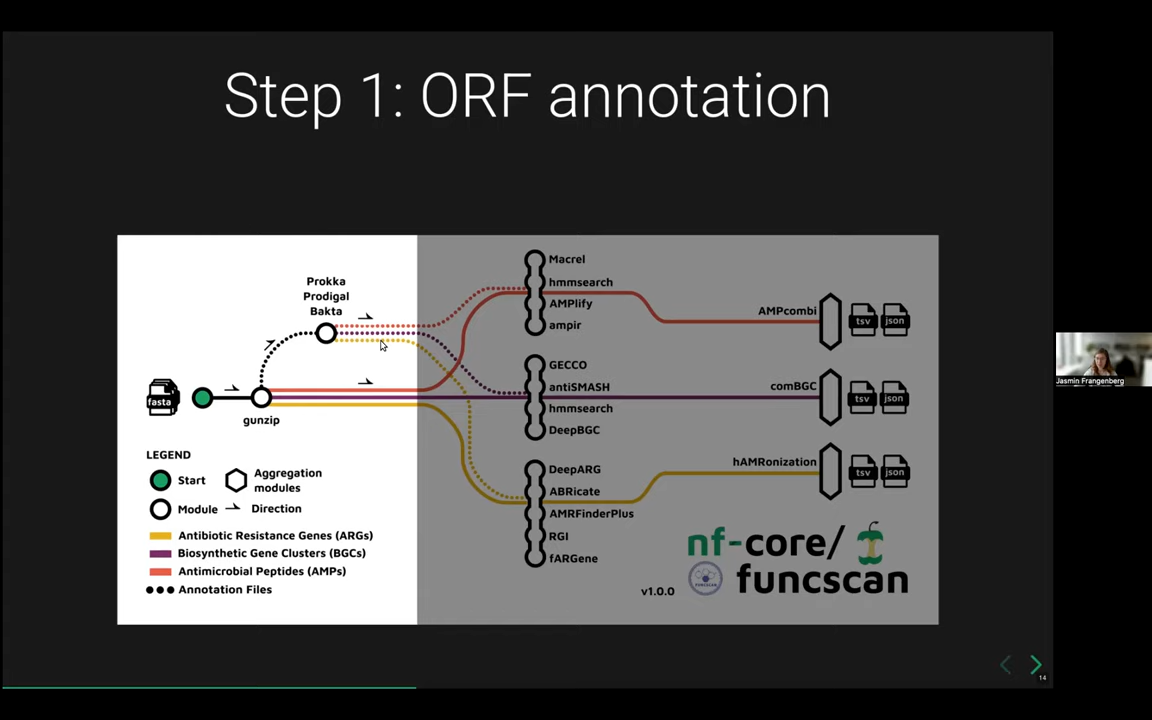 Step 1: ORF annotation
Prokka
Prodigal
Bakta
fasta
gunzip
LEGEND
Start
Aggregation
modules
Module
Direction
Antibiotic Resistance Genes (ARGs)
Biosynthetic Gene Clusters (BGCs)
Antimicrobial Peptides (AMPs)
Annotation Files
Macrel
hmmsearch
AMPlify
ampir
AMPcombi
tsv
json
GECCO
antiSMASH
hmmsearch
DeepBGC
comBGC
tsv
json
DeepARG
ABRicate
AMRFinderPlus
RGI
fARGene
hAMRonization
tsv
json
nf-core/
funcscan
FUNCSCAN
v1.0.0
14
Jasmin Frangenberg